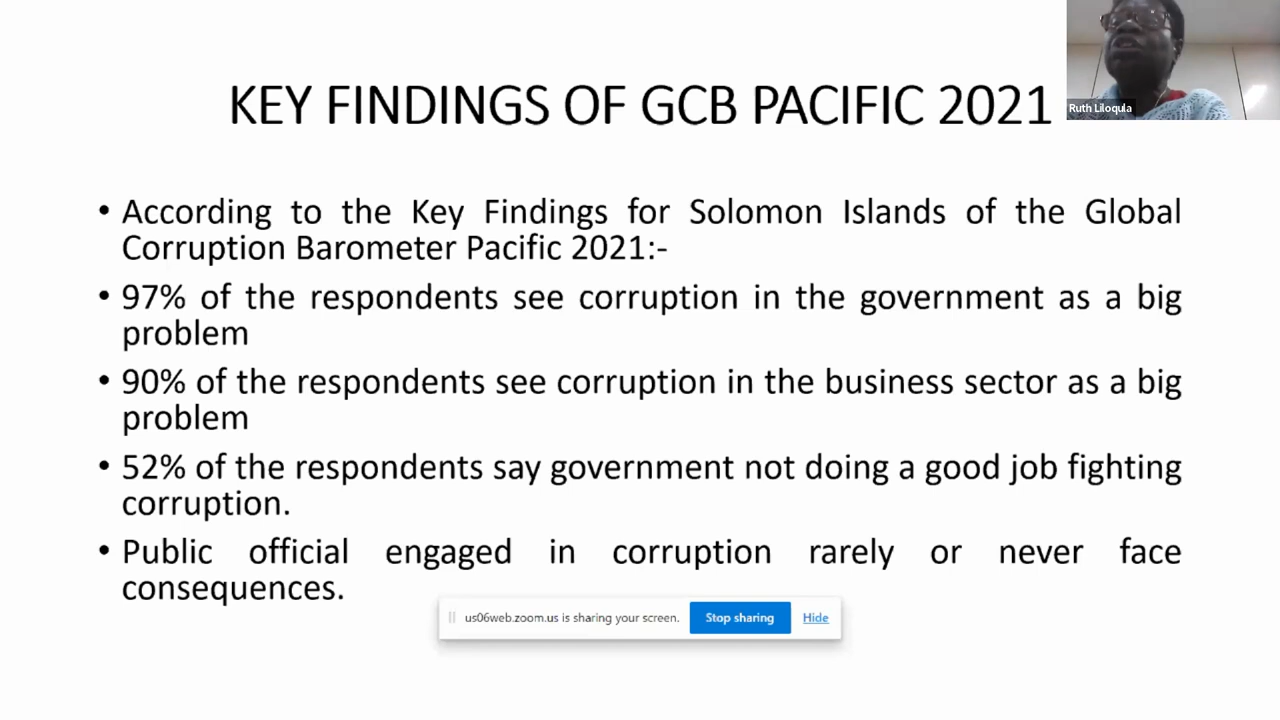 KEY FINDINGS OF GCB PACIFIC 2021
Ruth Liloqula
• According to the Key Findings for Solomon Islands of the Global
Corruption Barometer Pacific 2021:-
• 97% of the respondents see corruption in the government as a big
problem
• 90% of the respondents see corruption in the business sector as a big
problem
• 52% of the respondents say government not doing a good job fighting
corruption.
• Public official engaged in corruption rarely or never face
consequences.
us06web.zoom.us is sharing your screen. Stop sharing Hide